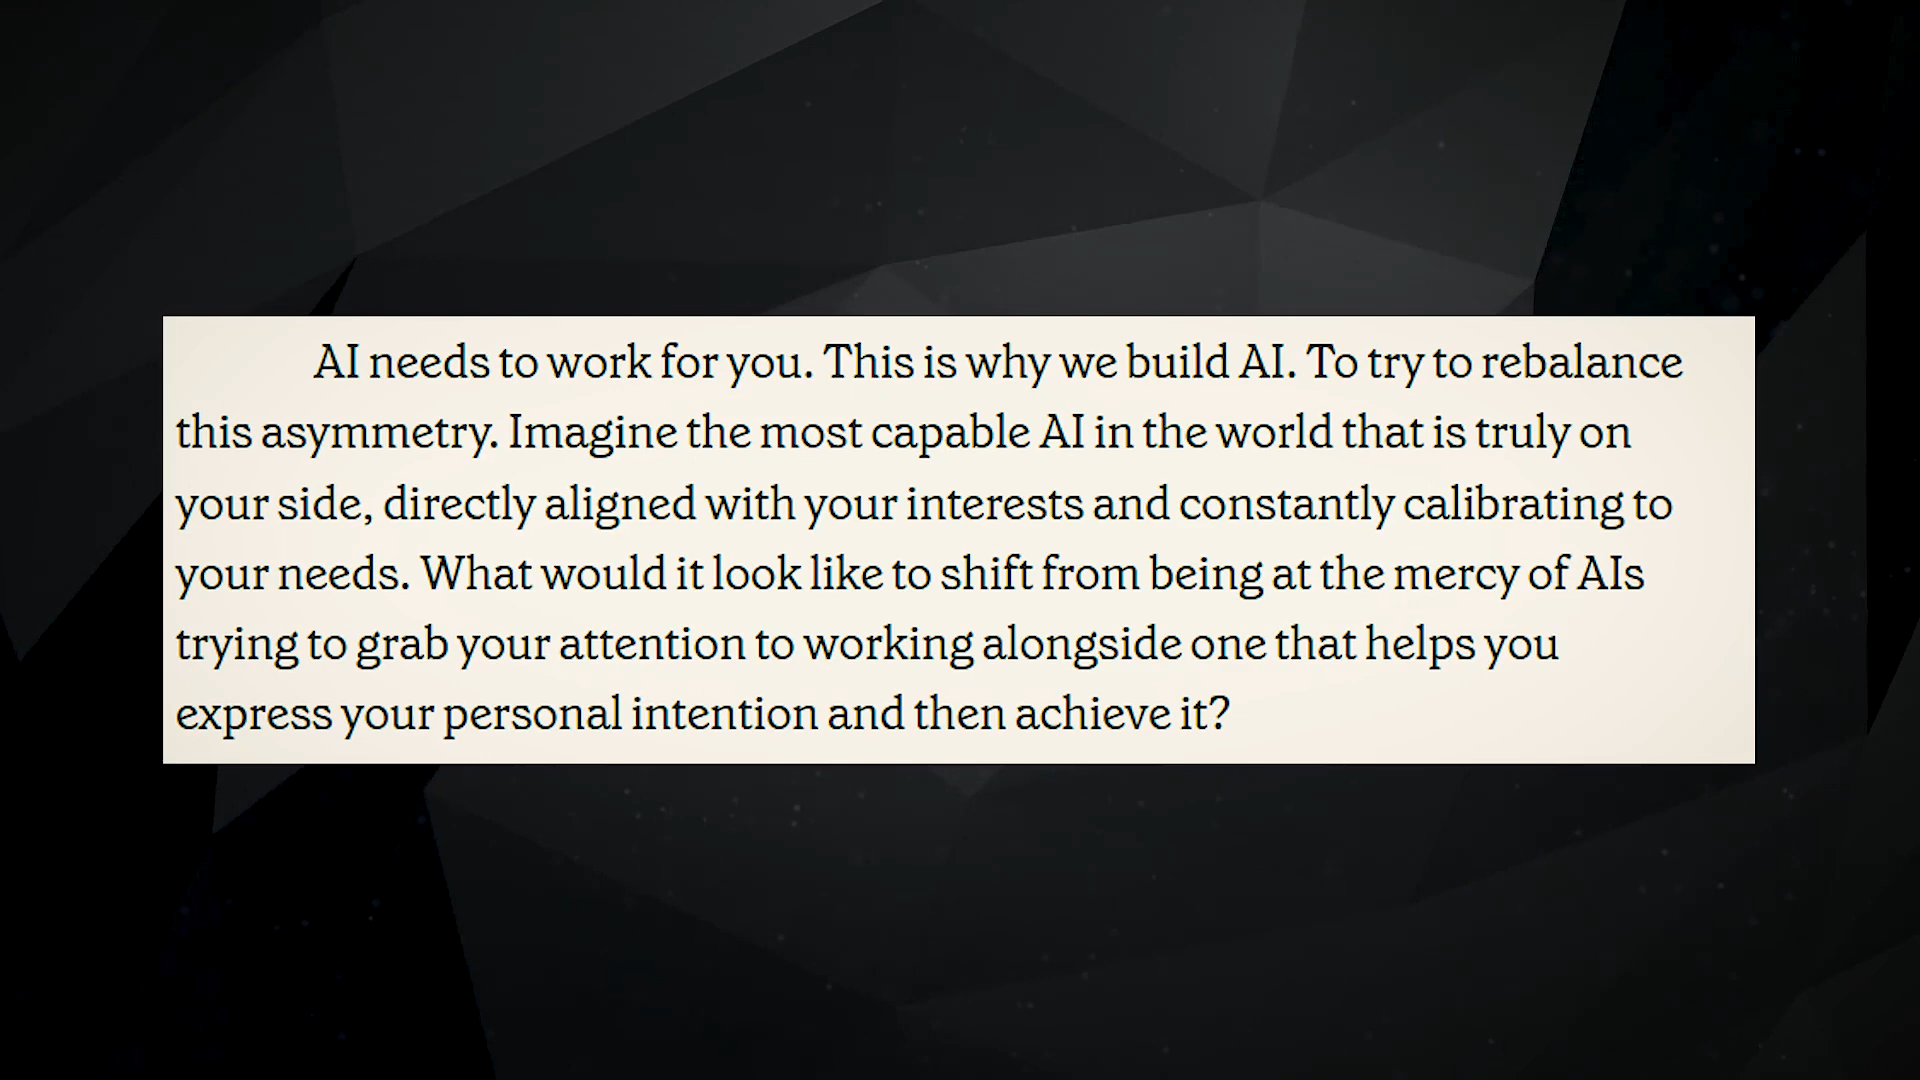 AI needs to work for you. This is why we build AI. To try to rebalance
this asymmetry. Imagine the most capable AI in the world that is truly on
your side, directly aligned with your interests and constantly calibrating to
your needs. What would it look like to shift from being at the mercy of AIs
trying to grab your attention to working alongside one that helps you
express your personal intention and then achieve it?